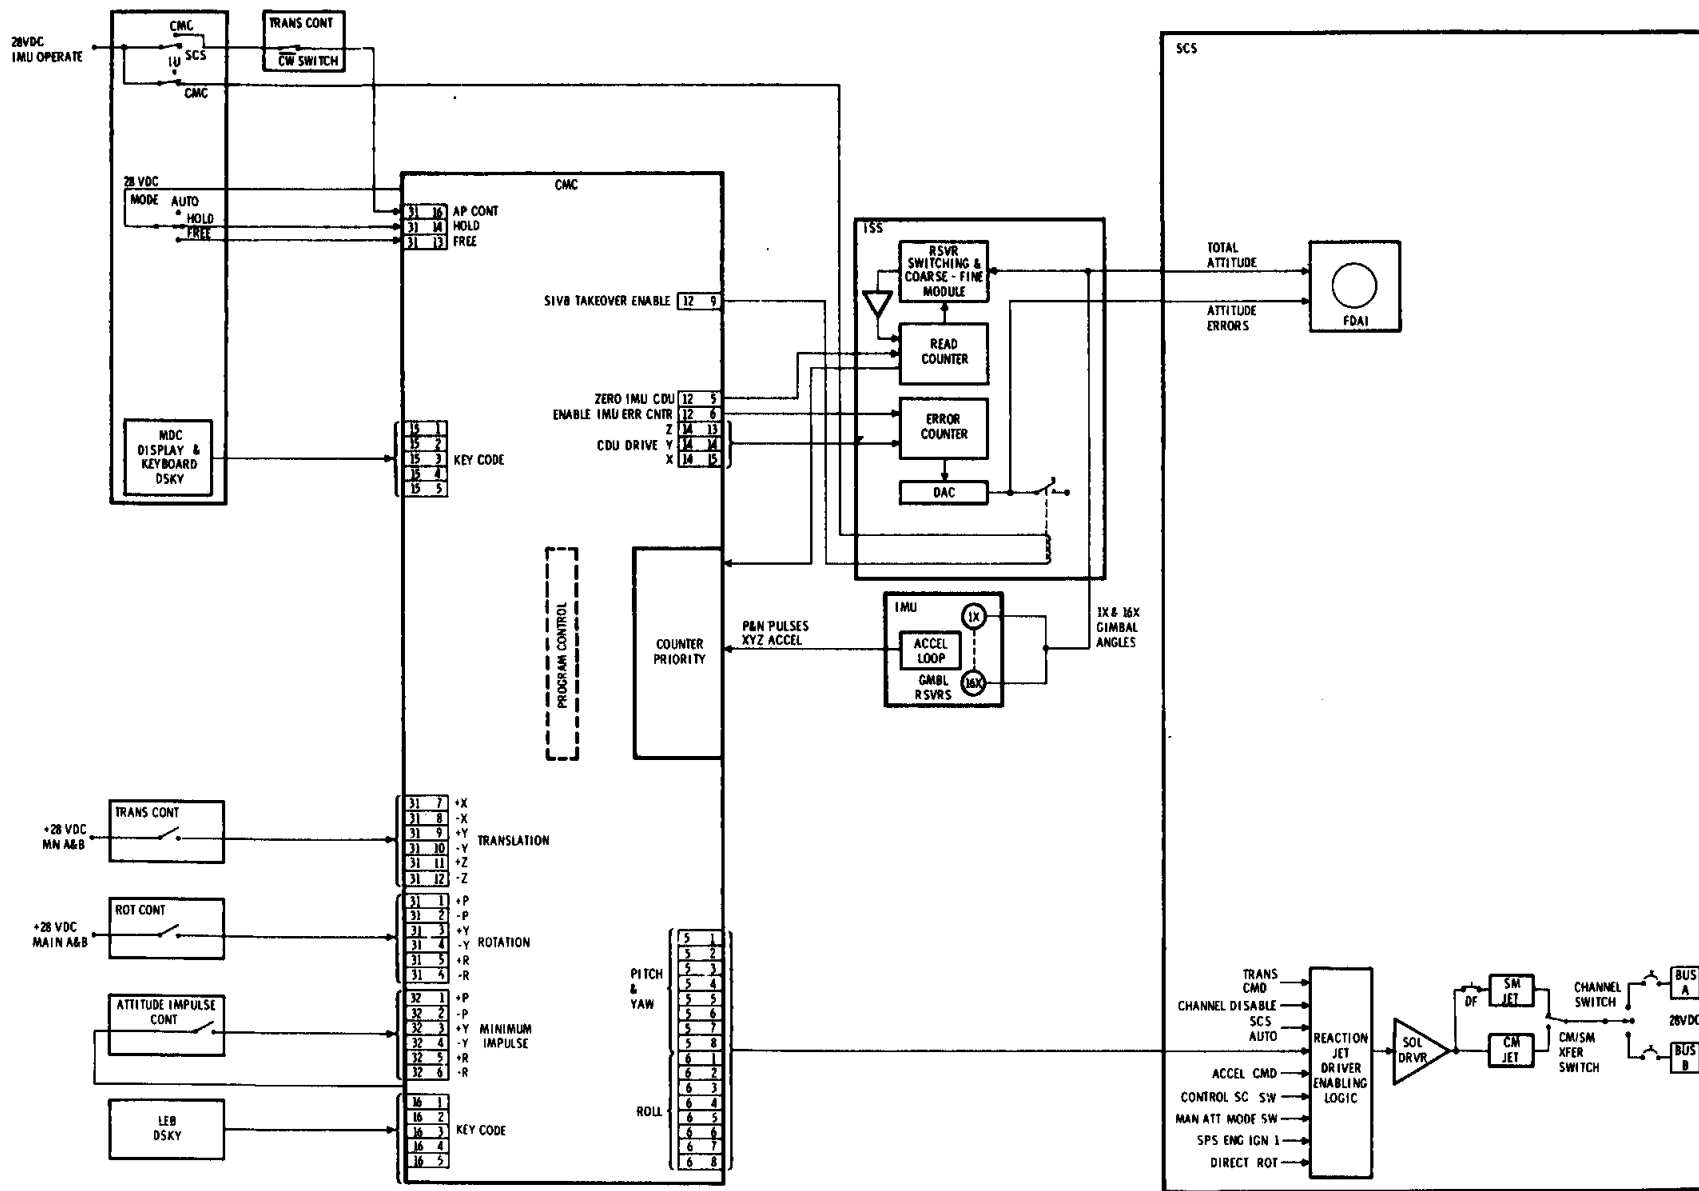 28VDC
IMU OPERATE
CMC
SCS
IU
CMC
TRANS CONT
CW SWITCH
28 VDC
MODE
AUTO
HOLD
FREE
MDC
DISPLAY &
KEYBOARD
DSKY
CMC
31 16 AP CONT
31 14 HOLD
31 13 FREE
S1VB TAKEOVER ENABLE 12 9
ZERO IMU CDU 12 5
ENABLE IMU ERR CNTR 12 6
Z 14 13
CDU DRIVE Y 14 14
X 14 15
15 1
15 2
15 3 KEY CODE
15 4
15 5
PROGRAM CONTROL
COUNTER
PRIORITY
ISS
RSVR
SWITCHING &
COARSE - FINE
MODULE
READ
COUNTER
ERROR
COUNTER
DAC
IMU
1X
ACCEL
LOOP
GMBL
RSVRS
16X
P&N PULSES
XYZ ACCEL
1X & 16X
GIMBAL
ANGLES
SCS
TOTAL
ATTITUDE
ATTITUDE
ERRORS
FDAI
TRANS CONT
+28 VDC
MN A&B
31 7 +X
31 8 -X
31 9 +Y
31 10 -Y
31 11 +Z
31 12 -Z
TRANSLATION
ROT CONT
+28 VDC
MAIN A&B
31 1 +P
31 2 -P
31 3 +Y
31 4 -Y
31 5 +R
31 6 -R
ROTATION
ATTITUDE IMPULSE
CONT
32 1 +P
32 2 -P
32 3 +Y
32 4 -Y
32 5 +R
32 6 -R
MINIMUM
IMPULSE
LEB
DSKY
16 1
16 2
16 3 KEY CODE
16 4
16 5
PITCH
&
YAW
5 1
5 2
5 3
5 4
5 5
5 6
5 7
5 8
ROLL
6 1
6 2
6 3
6 4
6 5
6 6
6 7
6 8
TRANS
CMD
CHANNEL DISABLE
SCS
AUTO
ACCEL CMD
CONTROL SC SW
MAN ATT MODE SW
SPS ENG IGN 1
DIRECT ROT
REACTION
JET
DRIVER
ENABLING
LOGIC
SOL
DRVR
DF
SM
JET
CM
JET
CHANNEL
SWITCH
CM/SM
XFER
SWITCH
BUS
A
28VDC
BUS
B